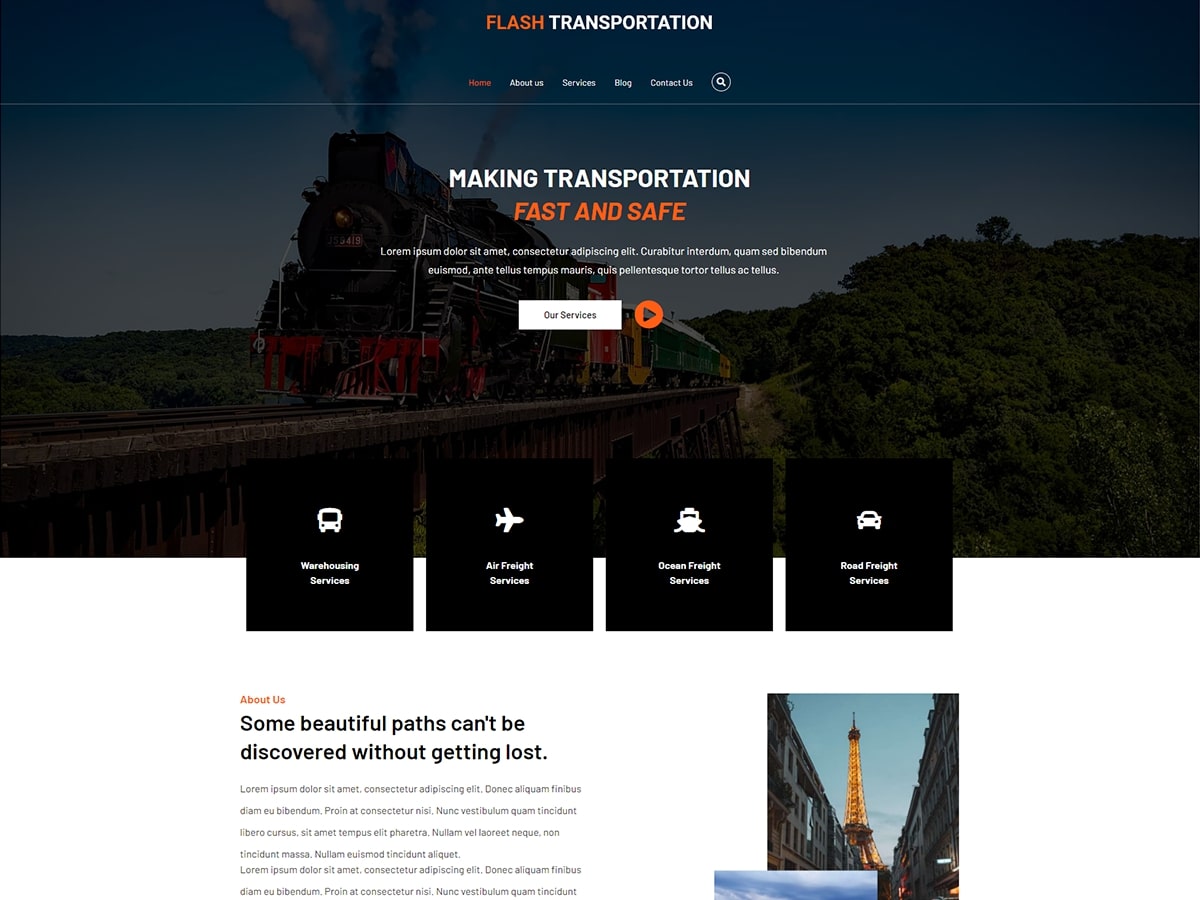 FLASH TRANSPORTATION
Home About us Services Blog Contact Us
MAKING TRANSPORTATION
FAST AND SAFE
Lorem ipsum dolor sit amet, consectetur adipiscing elit. Curabitur interdum, quam sed bibendum
euismod, ante tellus tempus mauris, quis pellentesque tortor tellus ac tellus.
Our Services
Warehousing
Services
Air Freight
Services
Ocean Freight
Services
Road Freight
Services
About Us
Some beautiful paths can't be
discovered without getting lost.
Lorem ipsum dolor sit amet, consectetur adipiscing elit. Donec aliquam finibus
diam eu bibendum. Proin at consectetur nisi. Nunc vestibulum quam tincidunt
libero cursus, sit amet tempus elit pharetra. Nullam vel laoreet neque, non
tincidunt massa. Nullam euismod tincidunt aliquet.
Lorem ipsum dolor sit amet, consectetur adipiscing elit. Donec aliquam finibus
diam eu bibendum. Proin at consectetur nisi. Nunc vestibulum quam tincidunt